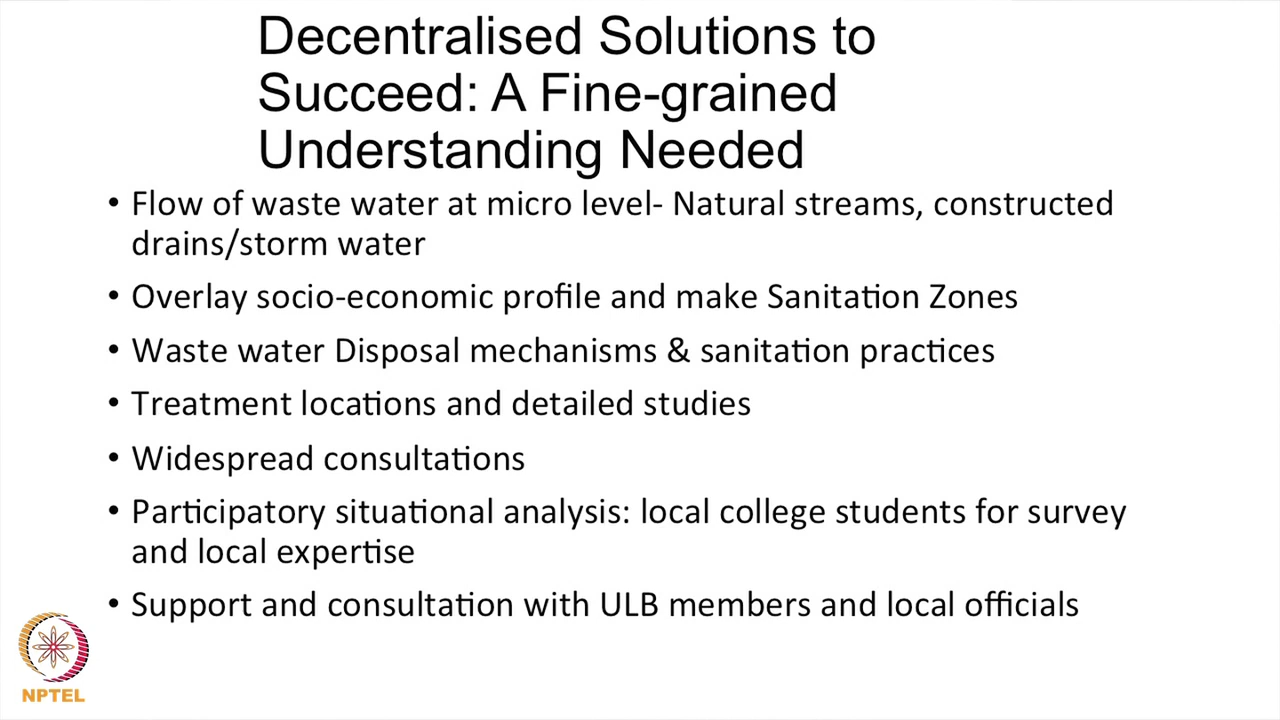 Decentralised Solutions to
Succeed: A Fine-grained
Understanding Needed
• Flow of waste water at micro level- Natural streams, constructed
drains/storm water
• Overlay socio-economic profile and make Sanitation Zones
• Waste water Disposal mechanisms & sanitation practices
• Treatment locations and detailed studies
• Widespread consultations
• Participatory situational analysis: local college students for survey
and local expertise
• Support and consultation with ULB members and local officials
NPTEL